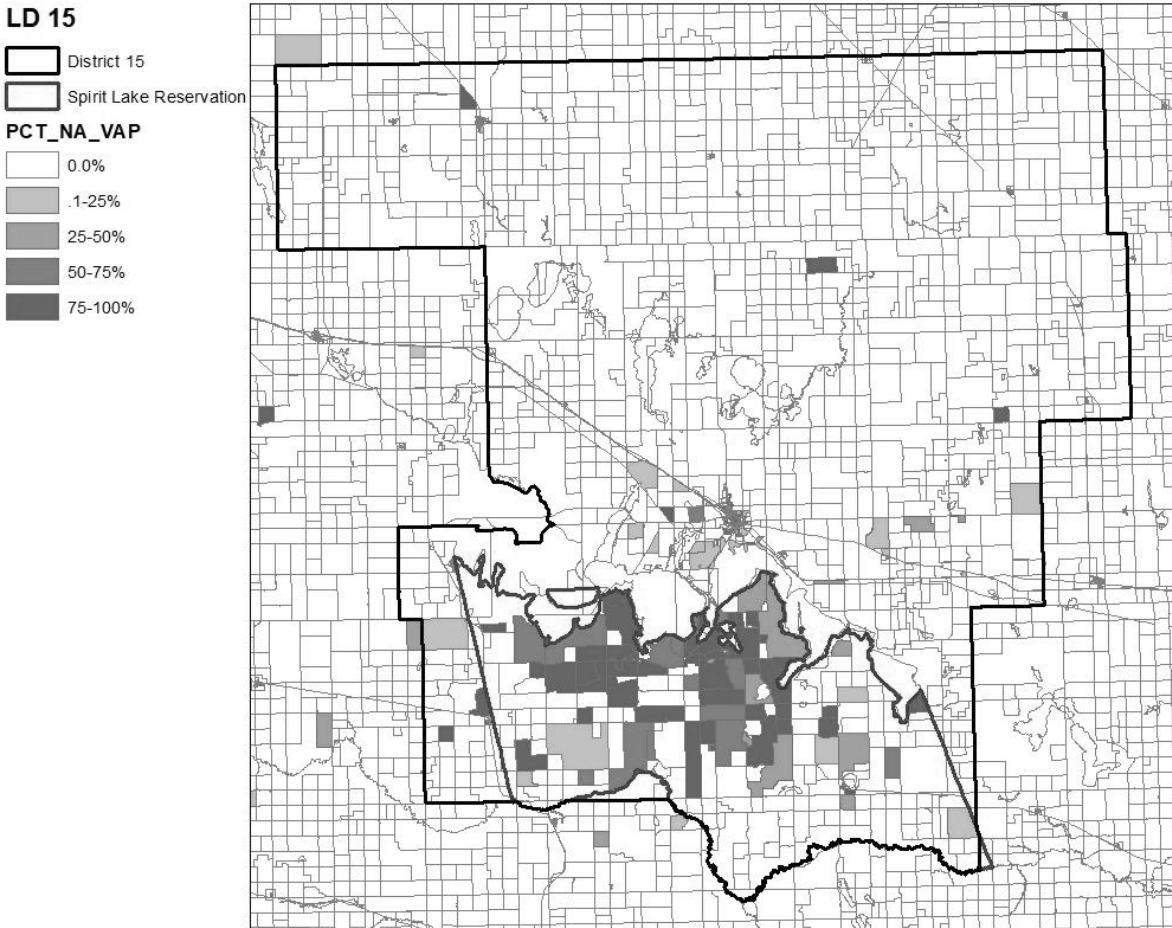 LD 15
District 15
Spirit Lake Reservation
PCT_NA_VAP
0.0%
.1-25%
25-50%
50-75%
75-100%